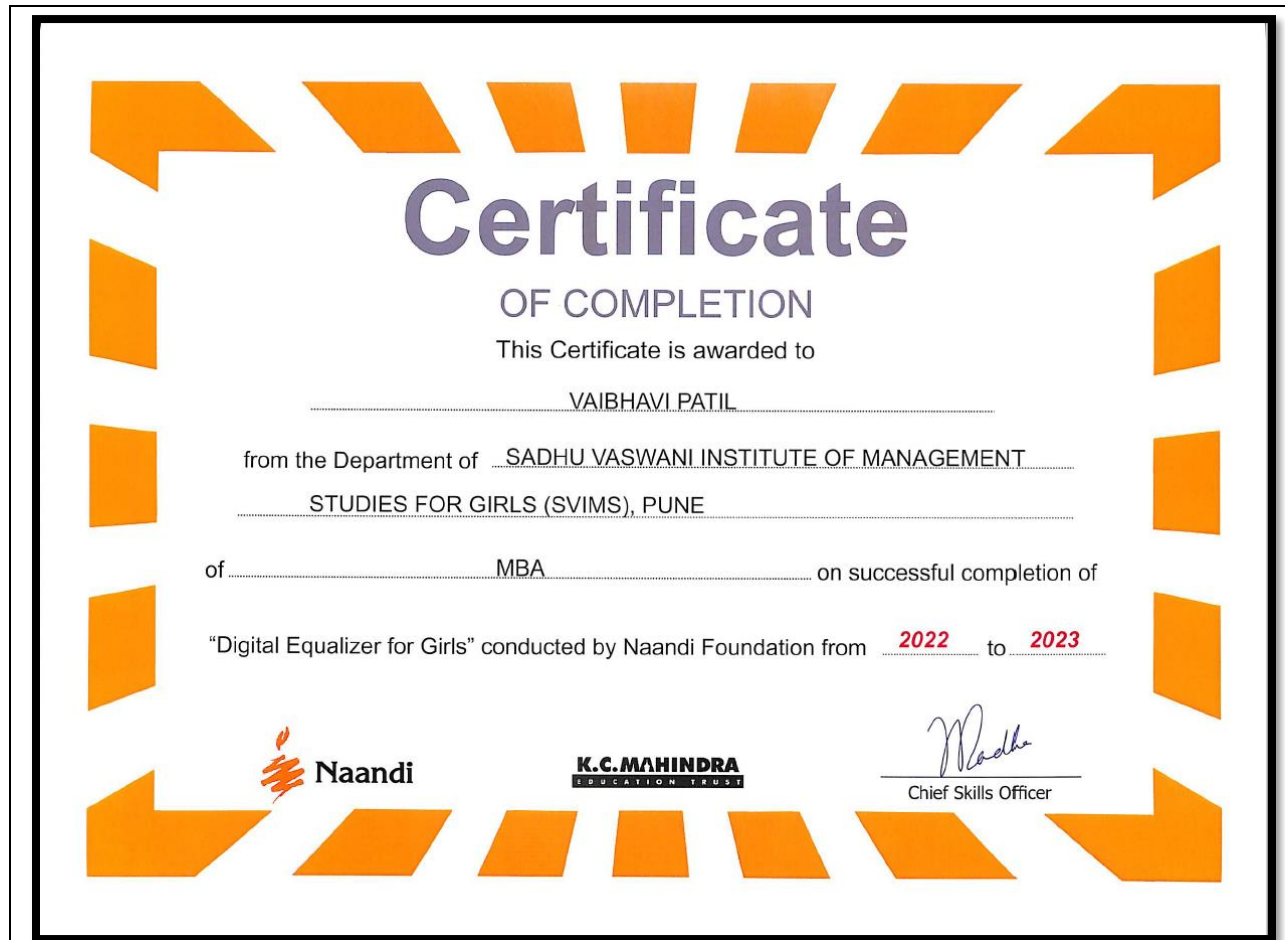 Certificate
OF COMPLETION
This Certificate is awarded to
VAIBHAVI PATIL
from the Department of SADHU VASWANI INSTITUTE OF MANAGEMENT
STUDIES FOR GIRLS (SVIMS), PUNE
of MBA on successful completion of
“Digital Equalizer for Girls” conducted by Naandi Foundation from 2022 to 2023
Naandi
K.C.MAHINDRA
EDUCATION TRUST
Chief Skills Officer